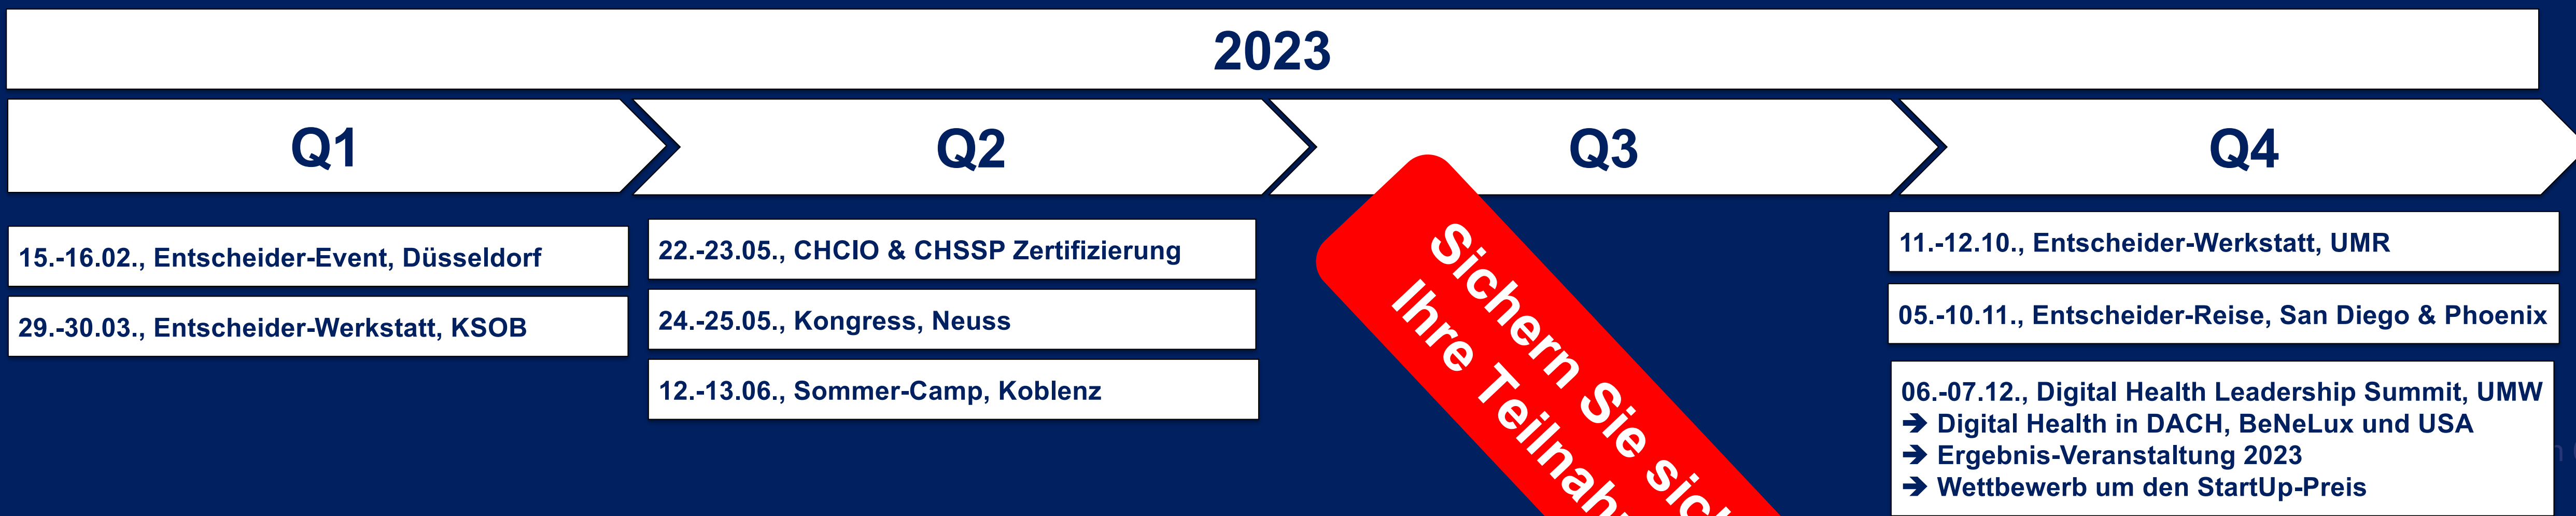 2023
Q1
Q2
Q3
Q4
15.-16.02., Entscheider-Event, Düsseldorf
29.-30.03., Entscheider-Werkstatt, KSOB
22.-23.05., CHCIO & CHSSP Zertifizierung
24.-25.05., Kongress, Neuss
12.-13.06., Sommer-Camp, Koblenz
Sichern Sie
Ihre
11.-12.10., Entscheider-Werkstatt, UMR
05.-10.11., Entscheider-Reise, San Diego & Phoenix
06.-07.12., Digital Health Leadership Summit, UMW
➔ Digital Health in DACH, BeNeLux und USA
➔ Ergebnis-Veranstaltung 2023
➔ Wettbewerb um den StartUp-Preis